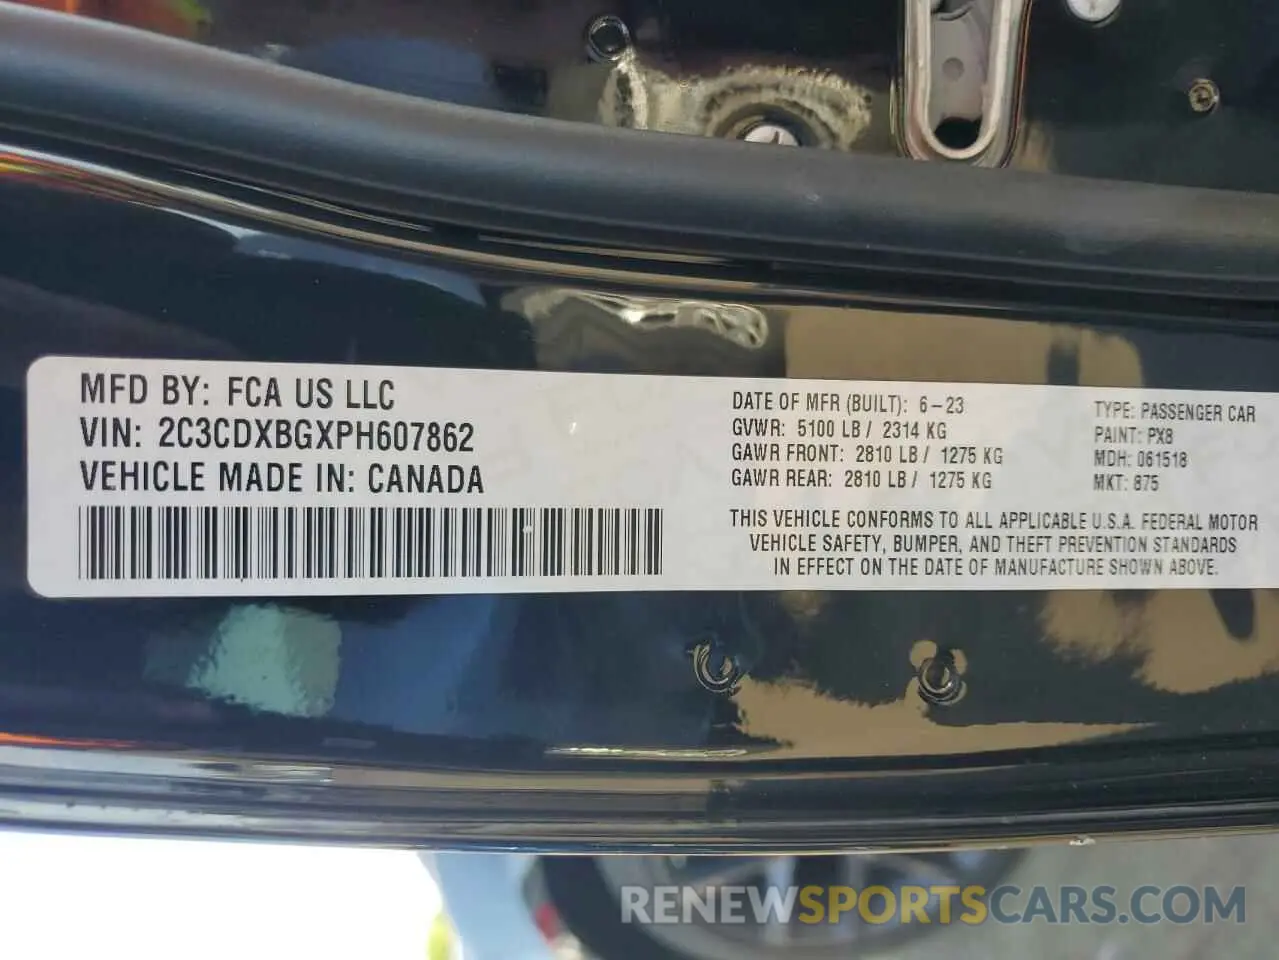 MFD BY: FCA US LLC
VIN: 2C3CDXBGXPH607862
VEHICLE MADE IN: CANADA
DATE OF MFR (BUILT): 6-23
GVWR: 5100 LB / 2314 KG
GAWR FRONT: 2810 LB / 1275 KG
GAWR REAR: 2810 LB / 1275 KG
TYPE: PASSENGER CAR
PAINT: PX8
MDH: 061518
MKT: 875
THIS VEHICLE CONFORMS TO ALL APPLICABLE U.S.A. FEDERAL MOTOR
VEHICLE SAFETY, BUMPER, AND THEFT PREVENTION STANDARDS
IN EFFECT ON THE DATE OF MANUFACTURE SHOWN ABOVE.
RENEWSPORTSCARS.COM